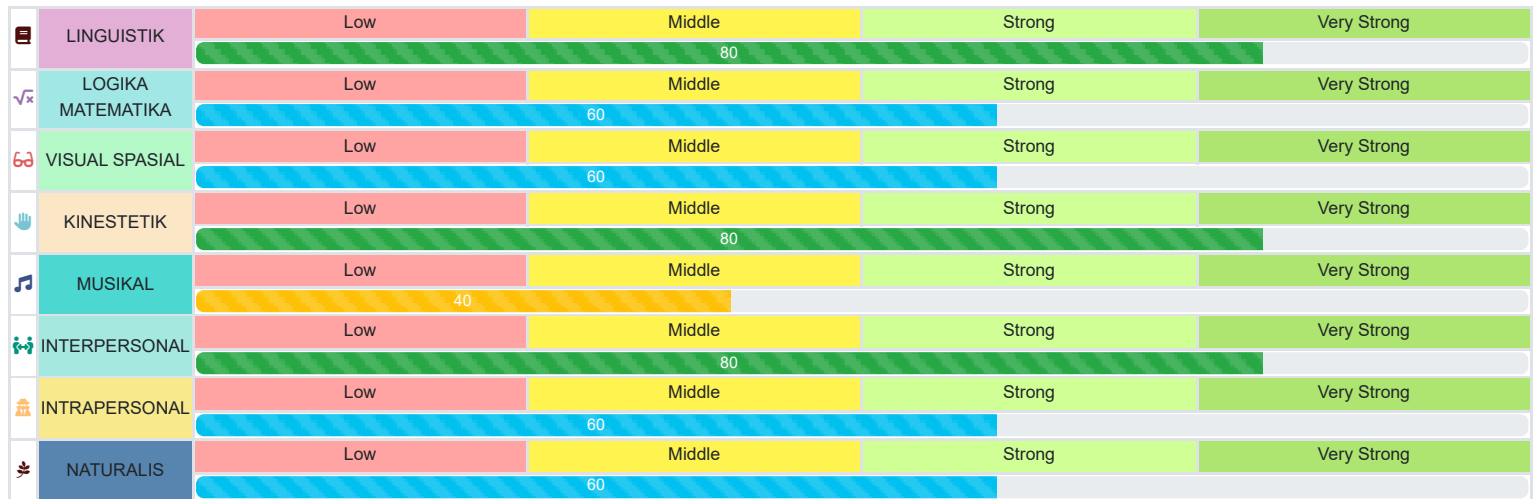 LINGUISTIK
Low Middle Strong Very Strong
80
LOGIKA
MATEMATIKA
Low Middle Strong Very Strong
60
VISUAL SPASIAL
Low Middle Strong Very Strong
60
KINESTETIK
Low Middle Strong Very Strong
80
MUSIKAL
Low Middle Strong Very Strong
40
INTERPERSONAL
Low Middle Strong Very Strong
80
INTRAPERSONAL
Low Middle Strong Very Strong
60
NATURALIS
Low Middle Strong Very Strong
60